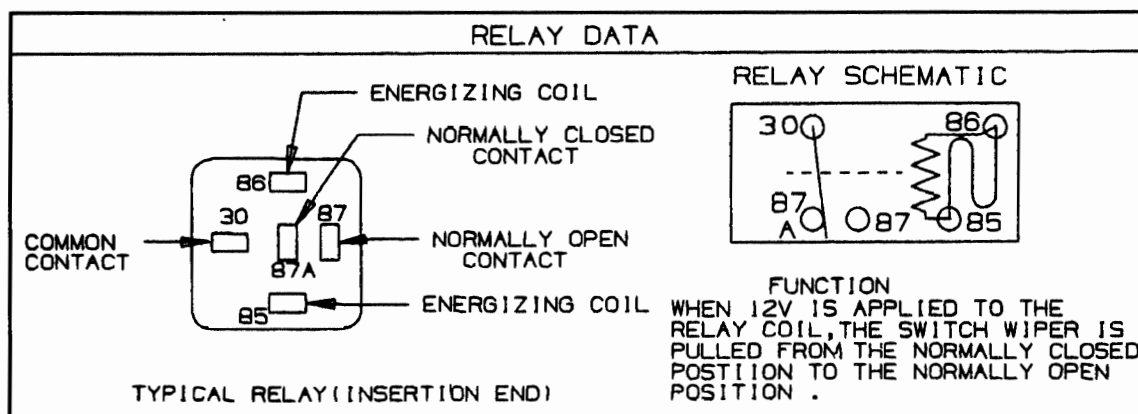 RELAY DATA
ENERGIZING COIL
NORMALLY CLOSED
CONTACT
86
30
87
COMMON
CONTACT
87A
NORMALLY OPEN
CONTACT
85
ENERGIZING COIL
TYPICAL RELAY(INSERTION END)
RELAY SCHEMATIC
30
86
87
A
87
85
FUNCTION
WHEN 12V IS APPLIED TO THE
RELAY COIL,THE SWITCH WIPER IS
PULLED FROM THE NORMALLY CLOSED
POSTIION TO THE NORMALLY OPEN
POSITION .